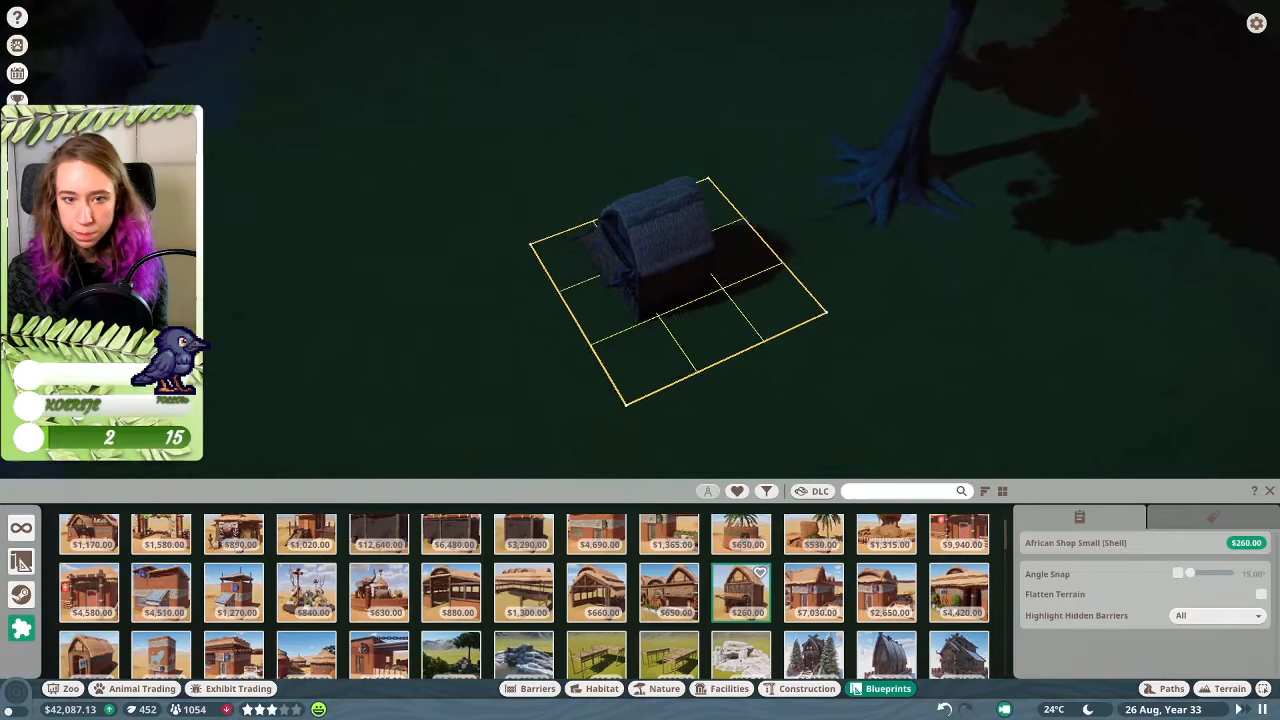 ?
KOERTJE
2 15
DLC
? ×
$1,170.00 $1,580.00 $890.00 $1,020.00 $12,640.00 $6,480.00 $3,290.00 $4,690.00 $1,365.00 $650.00 $530.00 $1,315.00 $9,940.00
African Shop Small (Shell) $260.00
Angle Snap 15.00°
$4,580.00 $4,510.00 $1,270.00 $840.00 $630.00 $880.00 $1,300.00 $660.00 $650.00 $260.00 $7,030.00 $2,650.00 $4,420.00
Flatten Terrain
Highlight Hidden Barriers All
Zoo Animal Trading Exhibit Trading Barriers Habitat Nature Facilities Construction Blueprints Paths Terrain
$42,087.13 452 1054 24°C 26 Aug, Year 33